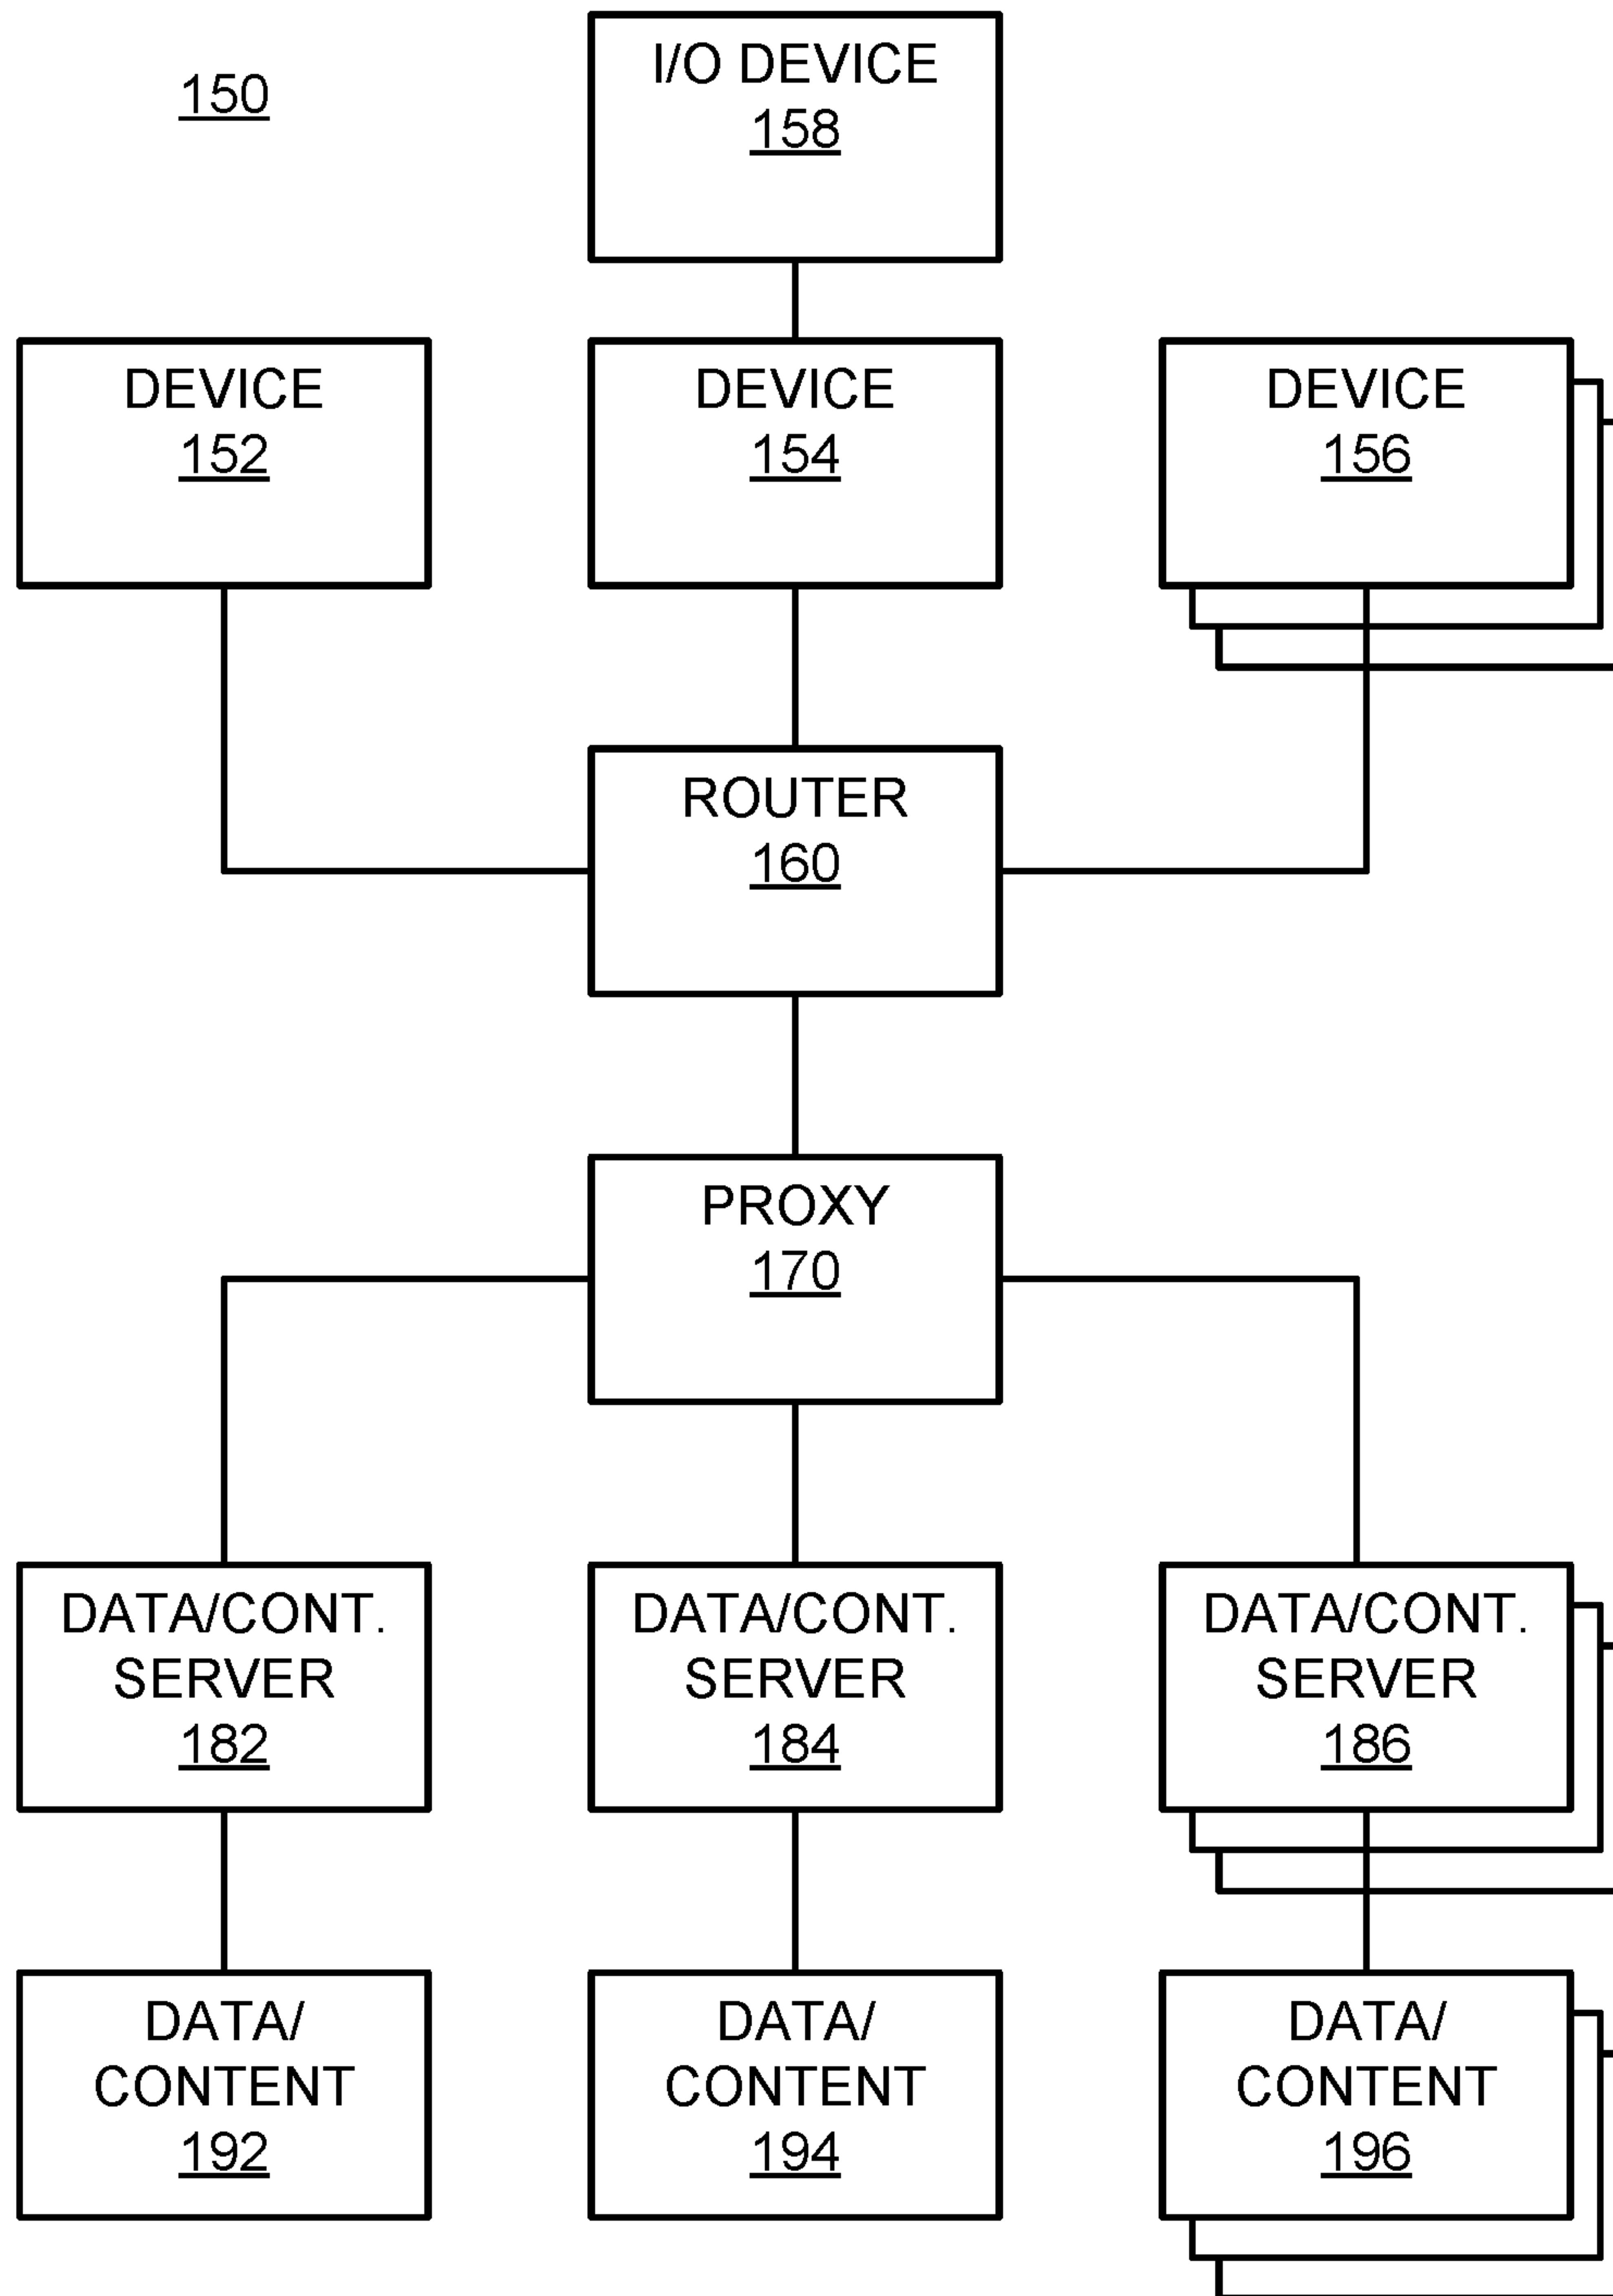 150
I/O DEVICE
158
DEVICE
152
DEVICE
154
DEVICE
156
ROUTER
160
PROXY
170
DATA/CONT.
SERVER
182
DATA/CONT.
SERVER
184
DATA/CONT.
SERVER
186
DATA/
CONTENT
192
DATA/
CONTENT
194
DATA/
CONTENT
196